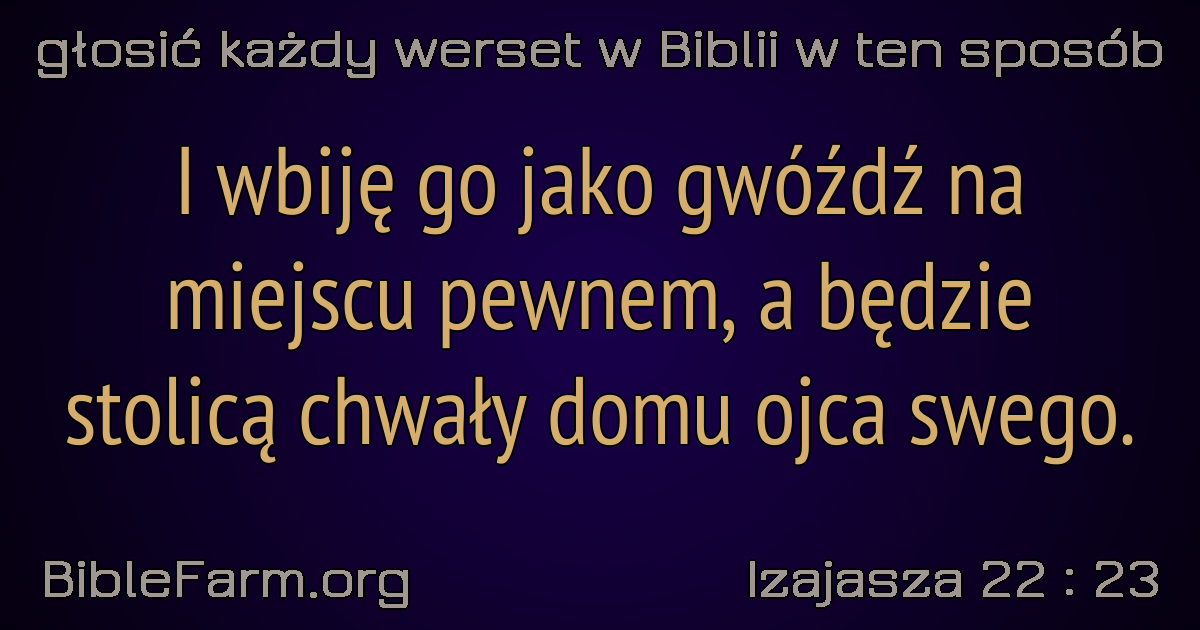 głosić każdy werset w Biblii w ten sposób
I wbiję go jako gwóźdź na
miejscu pewnem, a będzie
stolicą chwały domu ojca swego.
BibleFarm.org
Izajasza 22 : 23